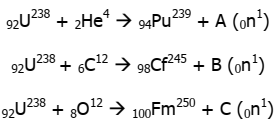 ₉₂U²³⁸ + ₂He⁴ → ₉₄Pu²³⁹ + A (₀n¹)
₉₂U²³⁸ + ₆C¹² → ₉₈Cf²⁴⁵ + B (₀n¹)
₉₂U²³⁸ + ₈O¹² → ₁₀₀Fm²⁵⁰ + C (₀n¹)